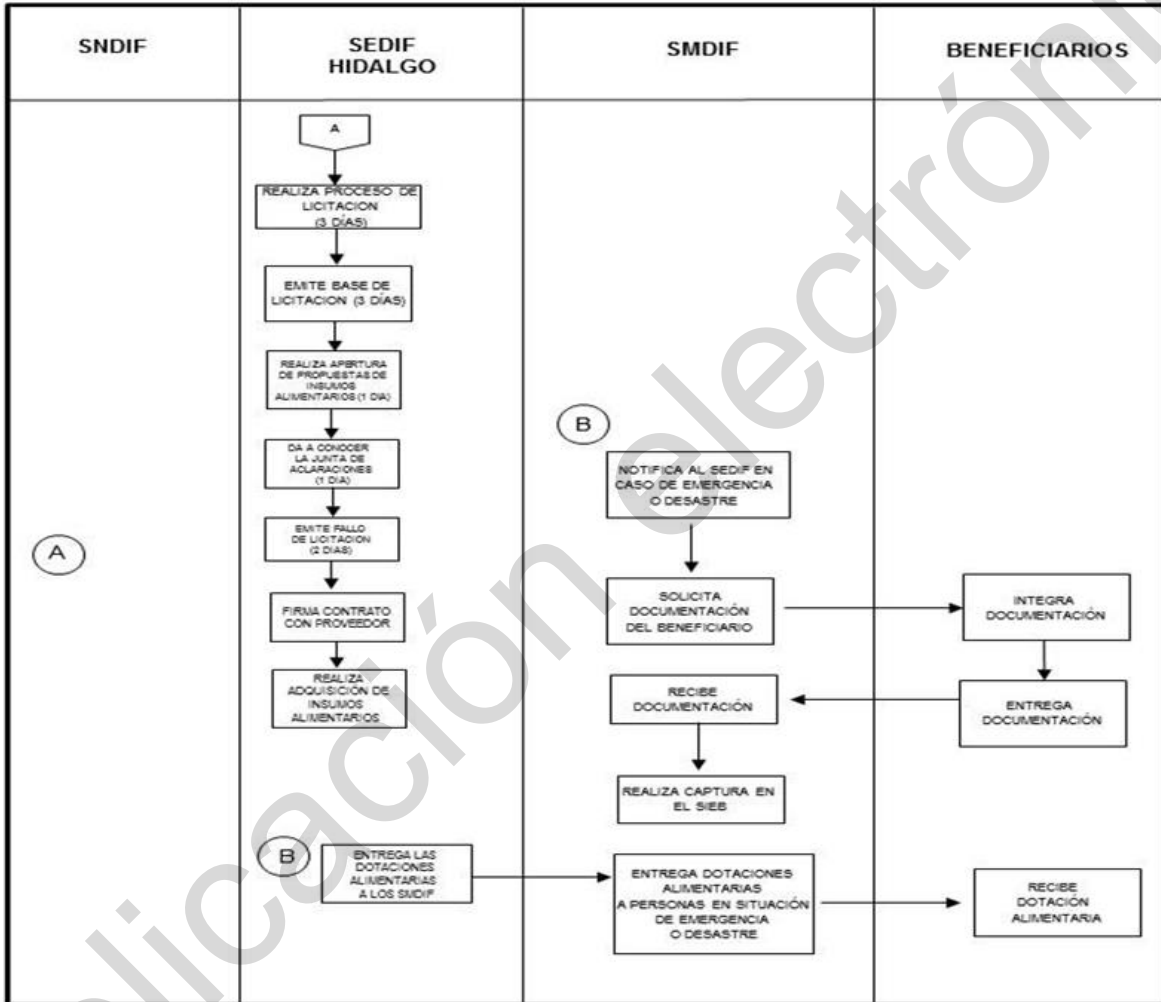 SNDIF
SEDIF
HIDALGO
SMDIF
BENEFICIARIOS
A
REALIZA PROCESO DE
LICITACION
(3 DÍAS)
EMITE BASE DE
LICITACION (3 DÍAS)
REALIZA APERTURA
DE PROPUESTAS DE
INSUMOS
ALIMENTARIOS (1 DIA)
DA A CONOCER
LA JUNTA DE
ACLARACIONES
(1 DIA)
EMITE FALLO
DE LICITACION
(2 DIAS)
FIRMA CONTRATO
CON PROVEEDOR
REALIZA
ADQUISICIÓN DE
INSUMOS
ALIMENTARIOS
A
B
NOTIFICA AL SEDIF EN
CASO DE EMERGENCIA
O DESASTRE
SOLICITA
DOCUMENTACIÓN
DEL BENEFICIARIO
INTEGRA
DOCUMENTACIÓN
ENTREGA
DOCUMENTACIÓN
RECIBE
DOCUMENTACIÓN
REALIZA CAPTURA EN
EL SIEB
B
ENTREGA LAS
DOTACIONES
ALIMENTARIAS
A LOS SMDIF
ENTREGA DOTACIONES
ALIMENTARIAS
A PERSONAS EN SITUACIÓN
DE EMERGENCIA
O DESASTRE
RECIBE
DOTACIÓN
ALIMENTARIA